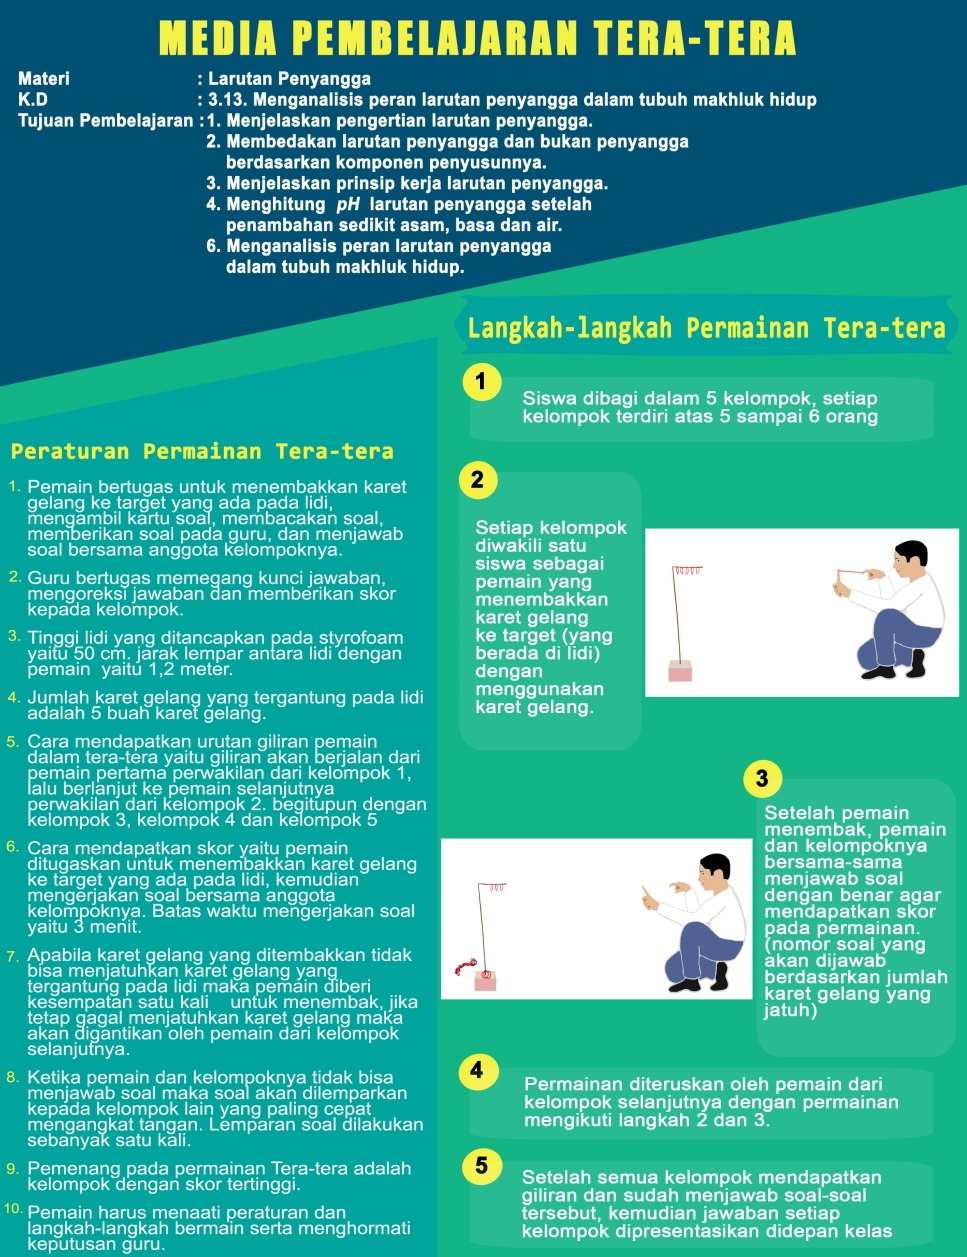 MEDIA PEMBELAJARAN TERA-TERA
Materi : Larutan Penyangga
K.D : 3.13. Menganalisis peran larutan penyangga dalam tubuh makhluk hidup
Tujuan Pembelajaran : 1. Menjelaskan pengertian larutan penyangga.
2. Membedakan larutan penyangga dan bukan penyangga
berdasarkan komponen penyusunnya.
3. Menjelaskan prinsip kerja larutan penyangga.
4. Menghitung pH larutan penyangga setelah
penambahan sedikit asam, basa dan air.
6. Menganalisis peran larutan penyangga
dalam tubuh makhluk hidup.
Peraturan Permainan Tera-tera
1. Pemain bertugas untuk menembakkan karet
gelang ke target yang ada pada lidi,
mengambil kartu soal, membacakan soal,
memberikan soal pada guru, dan menjawab
soal bersama anggota kelompoknya.
2. Guru bertugas memegang kunci jawaban,
mengoreksi jawaban dan memberikan skor
kepada kelompok.
3. Tinggi lidi yang ditancapkan pada styrofoam
yaitu 50 cm. jarak lempar antara lidi dengan
pemain yaitu 1,2 meter.
4. Jumlah karet gelang yang tergantung pada lidi
adalah 5 buah karet gelang.
5. Cara mendapatkan urutan giliran pemain
dalam tera-tera yaitu giliran akan berjalan dari
pemain pertama perwakilan dari kelompok 1,
lalu berlanjut ke pemain selanjutnya
perwakilan dari kelompok 2. begitupun dengan
kelompok 3, kelompok 4 dan kelompok 5
6. Cara mendapatkan skor yaitu pemain
ditugaskan untuk menembakkan karet gelang
ke target yang ada pada lidi, kemudian
mengerjakan soal bersama anggota
kelompoknya. Batas waktu mengerjakan soal
yaitu 3 menit.
7. Apabila karet gelang yang ditembakkan tidak
bisa menjatuhkan karet gelang yang
tergantung pada lidi maka pemain diberi
kesempatan satu kali untuk menembak, jika
tetap gagal menjatuhkan karet gelang maka
akan digantikan oleh pemain dari kelompok
selanjutnya.
8. Ketika pemain dan kelompoknya tidak bisa
menjawab soal maka soal akan dilemparkan
kepada kelompok lain yang paling cepat
mengangkat tangan. Lemparan soal dilakukan
sebanyak satu kali.
9. Pemenang pada permainan Tera-tera adalah
kelompok dengan skor tertinggi.
10. Pemain harus menaati peraturan dan
langkah-langkah bermain serta menghormati
keputusan guru.
Langkah-langkah Permainan Tera-tera
1
Siswa dibagi dalam 5 kelompok, setiap
kelompok terdiri atas 5 sampai 6 orang
2
Setiap kelompok
diwakili satu
siswa sebagai
pemain yang
menembakkan
karet gelang
ke target (yang
berada di lidi)
dengan
menggunakan
karet gelang.
3
Setelah pemain
menembak, pemain
dan kelompoknya
bersama-sama
menjawab soal
dengan benar agar
mendapatkan skor
pada permainan.
(nomor soal yang
akan dijawab
berdasarkan jumlah
karet gelang yang
jatuh)
4
Permainan diteruskan oleh pemain dari
kelompok selanjutnya dengan permainan
mengikuti langkah 2 dan 3.
5
Setelah semua kelompok mendapatkan
giliran dan sudah menjawab soal-soal
tersebut, kemudian jawaban setiap
kelompok dipresentasikan didepan kelas